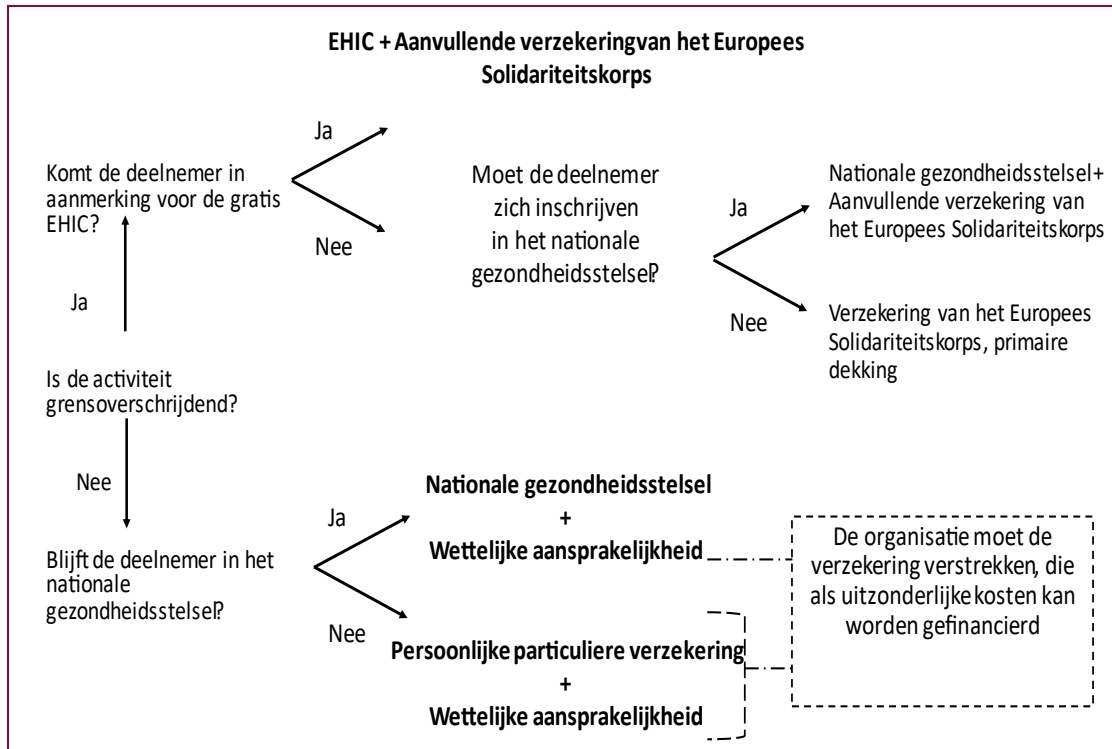 EHIC + Aanvullende verzekeringvan het Europees
Solidariteitskorps
Ja
Komt de deelnemer in
aanmerking voor de gratis
EHIC?
Nee
Moet de deelnemer
zich inschrijven
in het nationale
gezondheidsstelsel?
Ja
Nationale gezondheidsstelsel+
Aanvullende verzekering van
het Europees Solidariteitskorps
Nee
Verzekering van het Europees
Solidariteitskorps, primaire
dekking
Ja
Is de activiteit
grensoverschrijdend?
Nee
Blijft de deelnemer in het
nationale
gezondheidsstelsel?
Ja
Nationale gezondheidsstelsel
+
Wettelijke aansprakelijkheid
Nee
Persoonlijke particuliere verzekering
+
Wettelijke aansprakelijkheid
De organisatie moet de
verzekering verstrekken, die
als uitzonderlijke kosten kan
worden gefinancierd